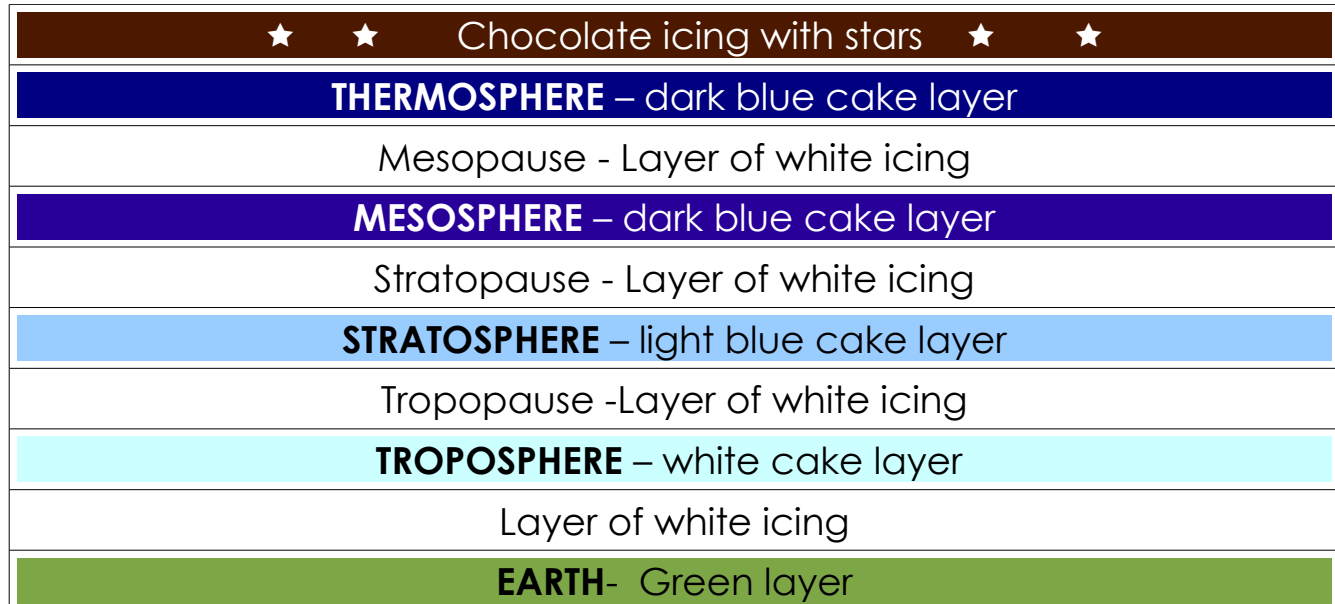 Chocolate icing with stars
THERMOSPHERE – dark blue cake layer
Mesopause - Layer of white icing
MESOSPHERE – dark blue cake layer
Stratopause - Layer of white icing
STRATOSPHERE – light blue cake layer
Tropopause -Layer of white icing
TROPOSPHERE – white cake layer
Layer of white icing
EARTH-  Green layer